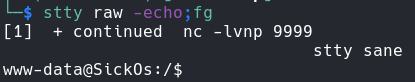 └─$ stty raw -echo;fg
[1]  + continued  nc -lvnp 9999
                               stty sane
www-data@SickOs:/$